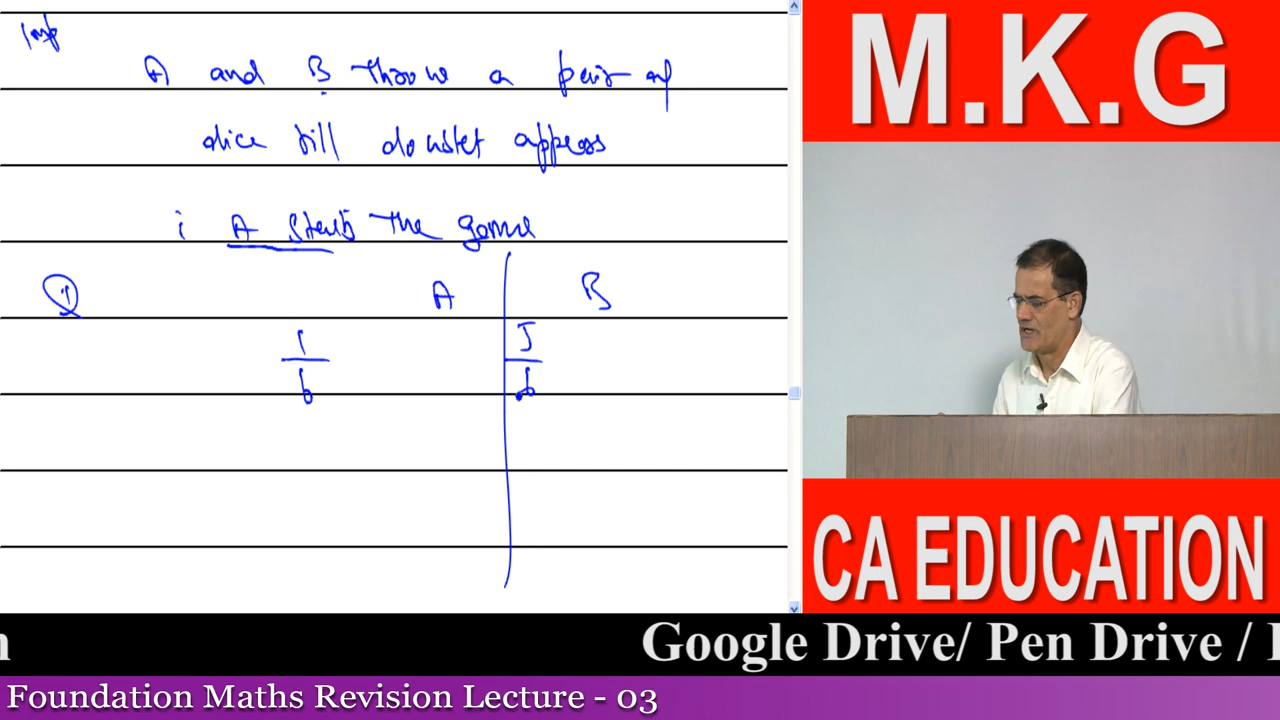 Imp
A and B throw a pair of
dice till doublet appears
i A starts the game
Q 1 A B
1/6 5/6
M.K.G
CA EDUCATION
n Google Drive/ Pen Drive /
Foundation Maths Revision Lecture - 03